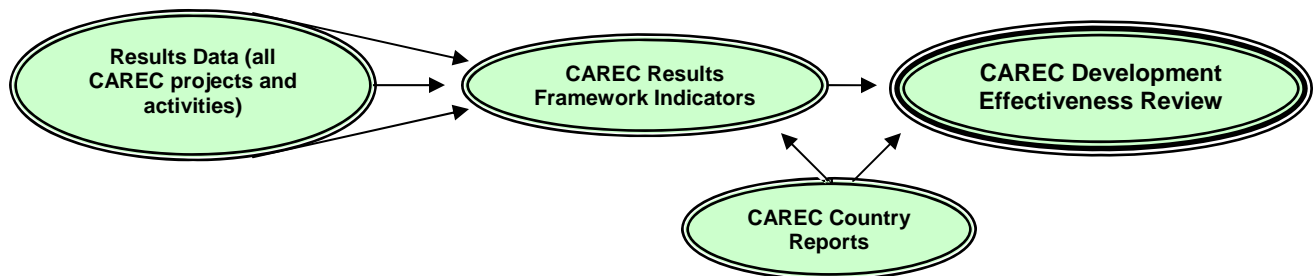 Results Data (all
CAREC projects and
activities)
CAREC Results
Framework Indicators
CAREC Development
Effectiveness Review
CAREC Country
Reports